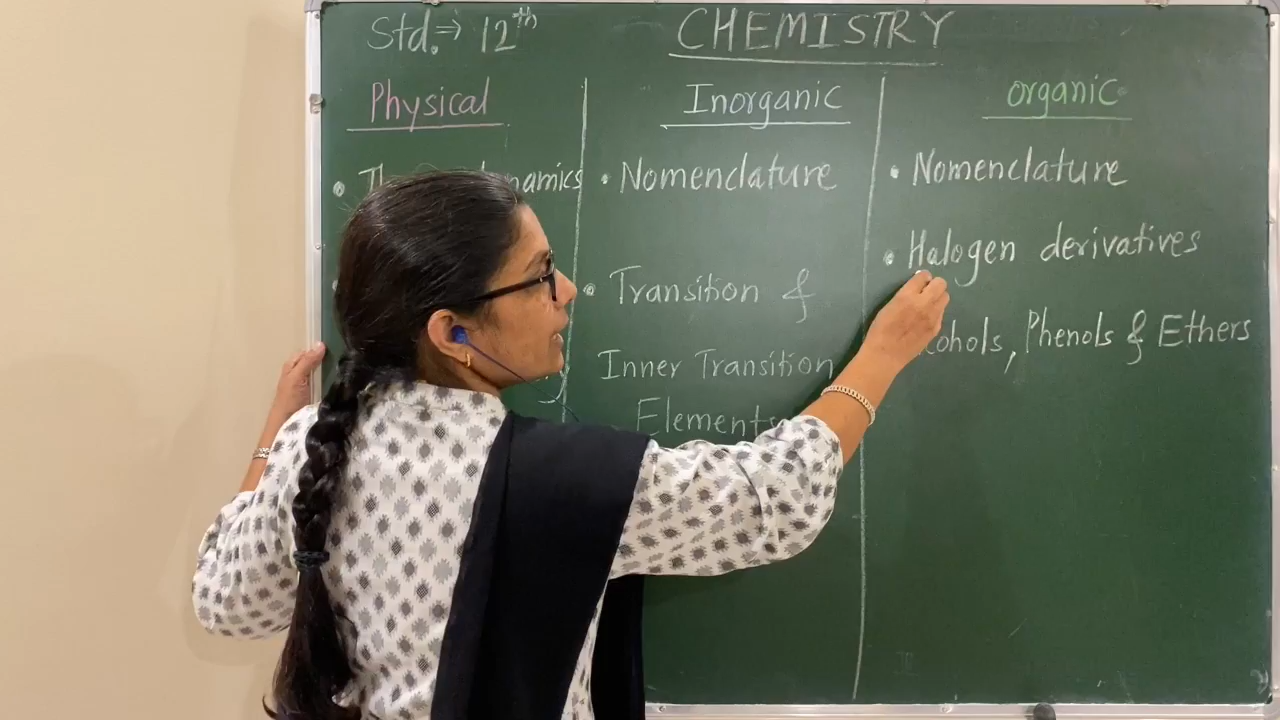 Std. ⇒ 12th
CHEMISTRY
Physical
Inorganic
• Nomenclature
• Transition &
Inner Transition
Elements
organic
• Nomenclature
• Halogen derivatives
Phenols & Ethers